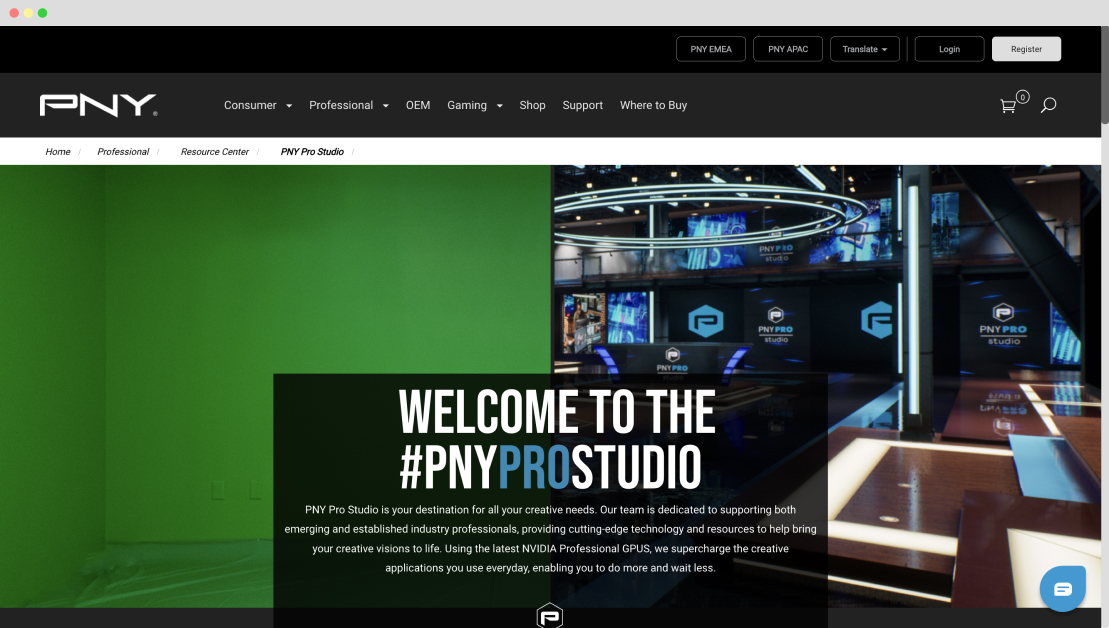 PNY EMEA
PNY APAC
Translate
Login
Register
PNY®
Consumer
Professional
OEM
Gaming
Shop
Support
Where to Buy
0
Home / Professional / Resource Center / PNY Pro Studio /
PNY PRO
studio
PNY PRO
studio
PNY PRO
studio
PNY PRO
WELCOME TO THE
#PNYPROSTUDIO
PNY Pro Studio is your destination for all your creative needs. Our team is dedicated to supporting both
emerging and established industry professionals, providing cutting-edge technology and resources to help bring
your creative visions to life. Using the latest NVIDIA Professional GPUS, we supercharge the creative
applications you use everyday, enabling you to do more and wait less.